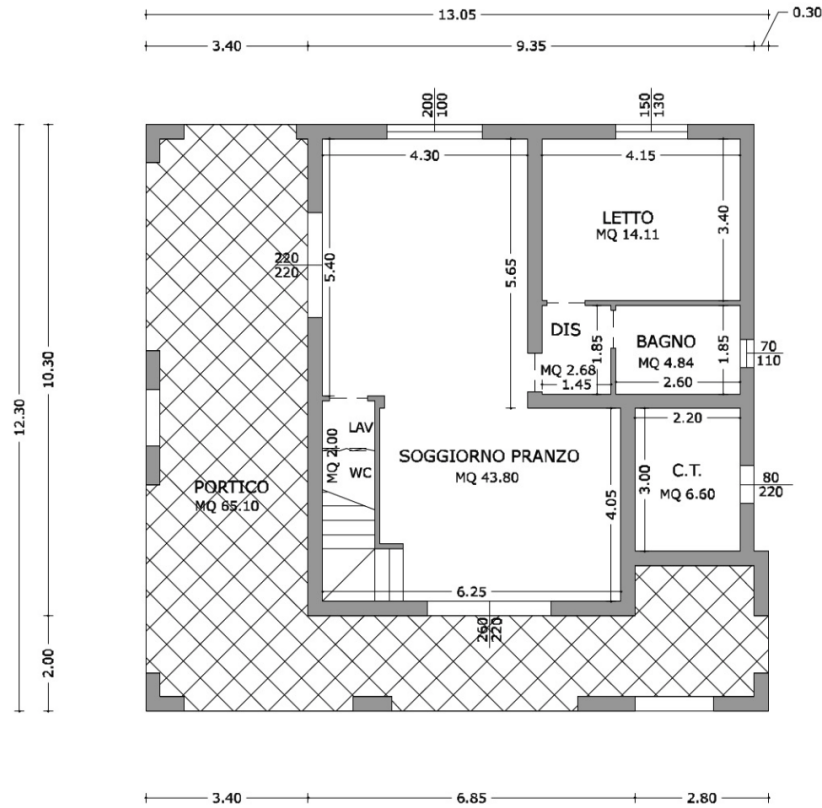 13.05
0.30
3.40
9.35
200
100
150
130
4.30
4.15
LETTO
MQ 14.11
3.40
220
220
5.40
5.65
DIS
MQ 2.68
1.85
1.45
BAGNO
MQ 4.84
1.85
2.60
70
110
10.30
12.30
2.20
LAV
MQ 2.00
WC
SOGGIORNO PRANZO
MQ 43.80
C.T.
MQ 6.60
3.00
80
220
PORTICO
MQ 65.10
4.05
6.25
260
220
2.00
3.40
6.85
2.80